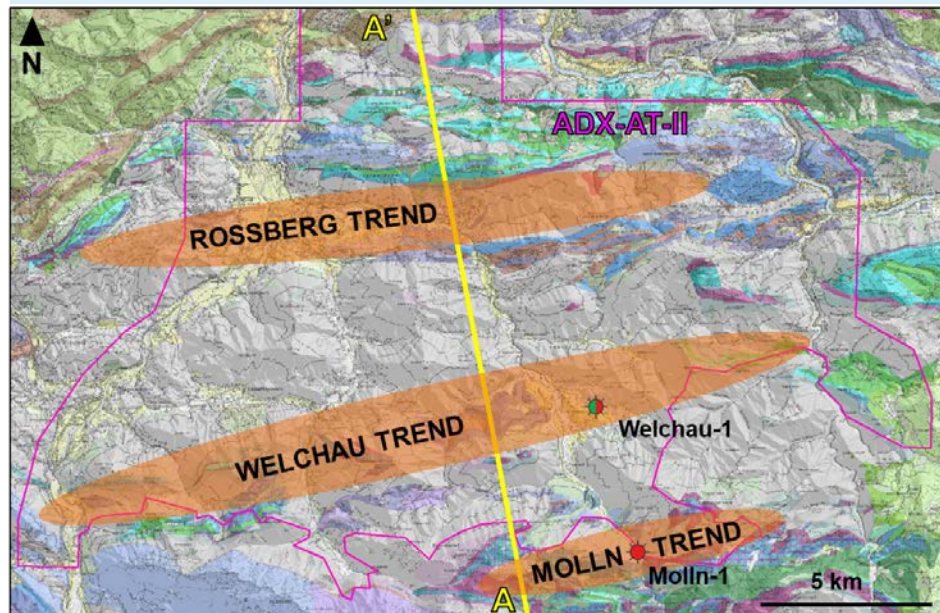 A'
N
ADX-AT-II
ROSSBERG TREND
WELCHAU TREND
Welchau-1
MOLLN TREND
Molln-1
A
5 km